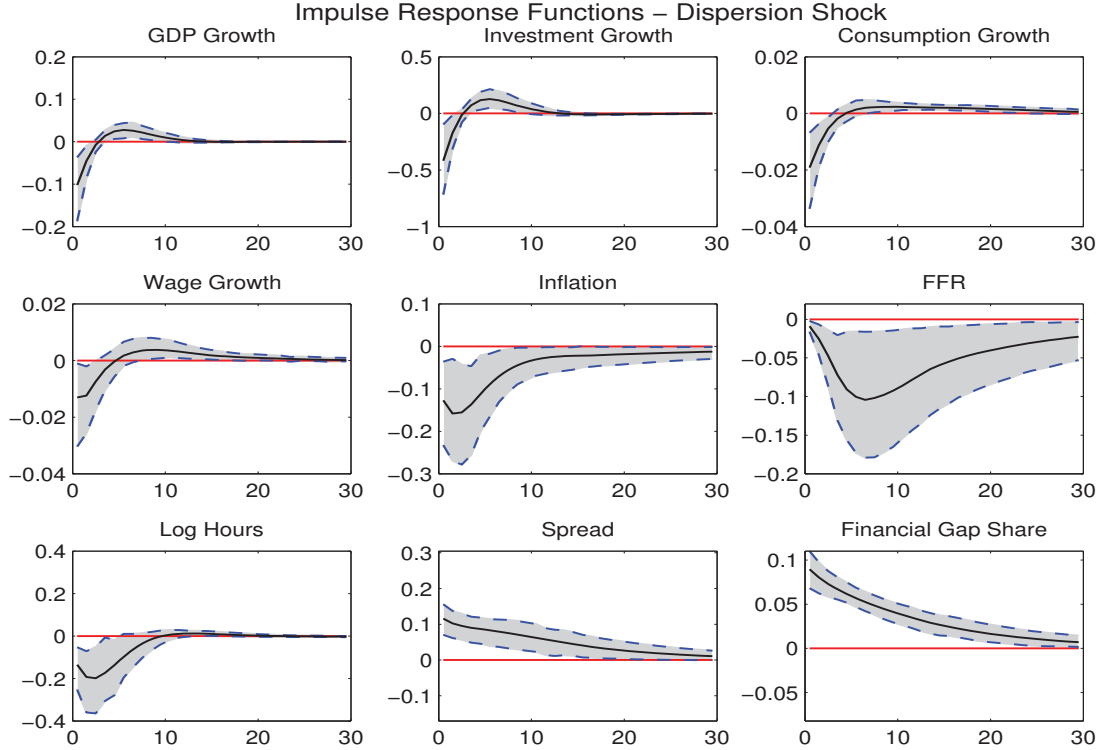 Impulse Response Functions – Dispersion Shock
GDP Growth
0.2
0.1
0
−0.1
−0.2
0 10 20 30
Investment Growth
0.5
0
−0.5
−1
0 10 20 30
Consumption Growth
0.02
0
−0.02
−0.04
0 10 20 30
Wage Growth
0.02
0
−0.02
−0.04
0 10 20 30
Inflation
0.1
0
−0.1
−0.2
−0.3
0 10 20 30
FFR
0
−0.05
−0.1
−0.15
−0.2
0 10 20 30
Log Hours
0.4
0.2
0
−0.2
−0.4
0 10 20 30
Spread
0.3
0.2
0.1
0
−0.1
0 10 20 30
Financial Gap Share
0.1
0.05
0
−0.05
0 10 20 30